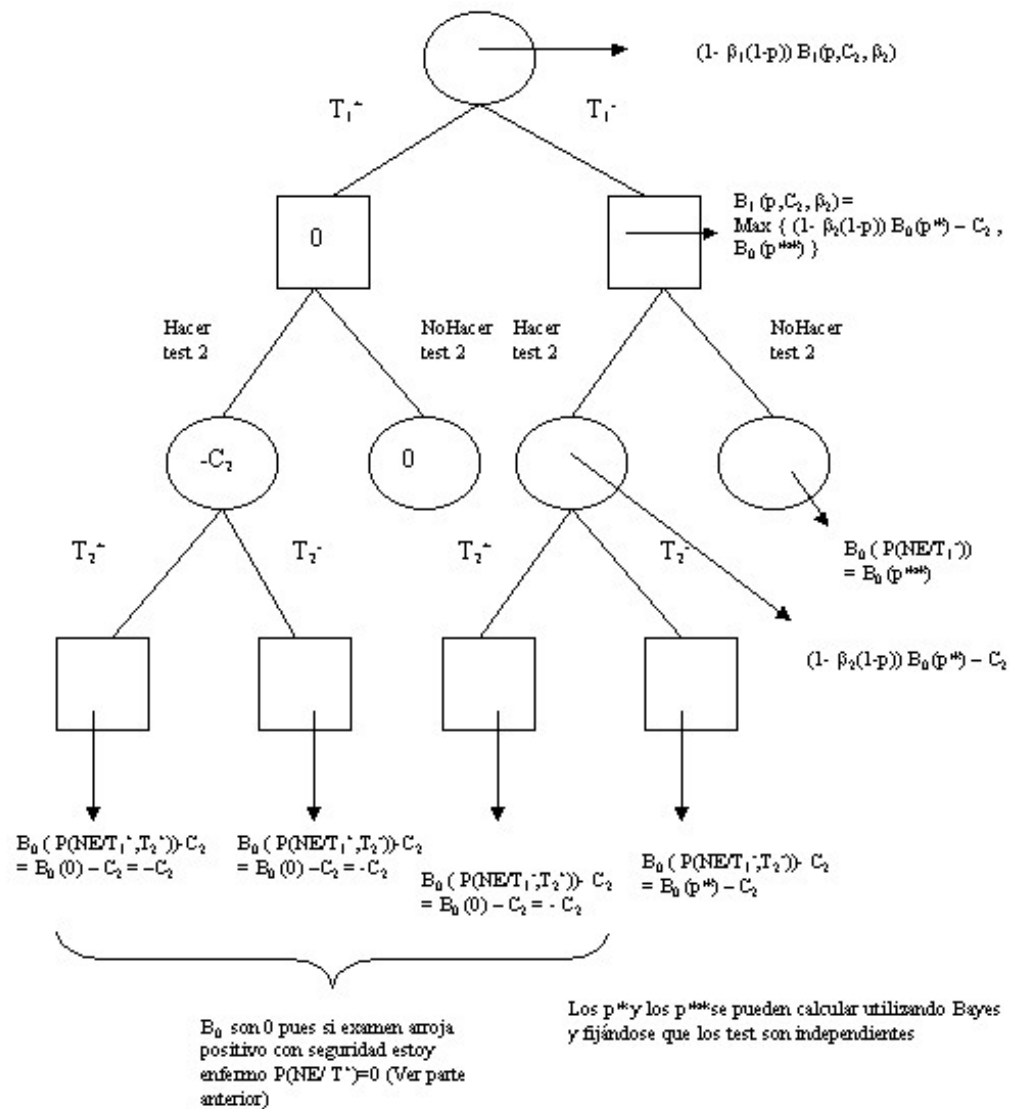 (1- β₁(1-p)) B₁(p,C₂, β₂)
T₁⁺
T₁⁻
B₁ (p ,C₂, β₂) =
Max { (1- β₂(1-p)) B₀(p**) – C₂ ,
B₀ (p***) }
0
Hacer
test 2
NoHacer
test 2
Hacer
test 2
NoHacer
test 2
-C₂
0
T₂⁺
T₂⁻
T₂⁺
T₂⁻
B₀ ( P(NE/T₁⁻))
= B₀ (p***)
(1- β₂(1-p)) B₀(p**) – C₂
B₀ ( P(NE/T₁⁺,T₂⁺))-C₂
= B₀ (0) – C₂ = –C₂
B₀ ( P(NE/T₁⁺,T₂⁻))-C₂
= B₀ (0) –C₂ = -C₂
B₀ ( P(NE/T₁⁻,T₂⁺))- C₂
= B₀ (0) – C₂ = - C₂
B₀ ( P(NE/T₁⁻,T₂⁻))- C₂
= B₀ (p**) – C₂
B₀ son 0 pues si examen arroja
positivo con seguridad estoy
enfermo P(NE/ T⁺)=0 (Ver parte
anterior)
Los p** y los p*** se pueden calcular utilizando Bayes
y fijándose que los test son independientes